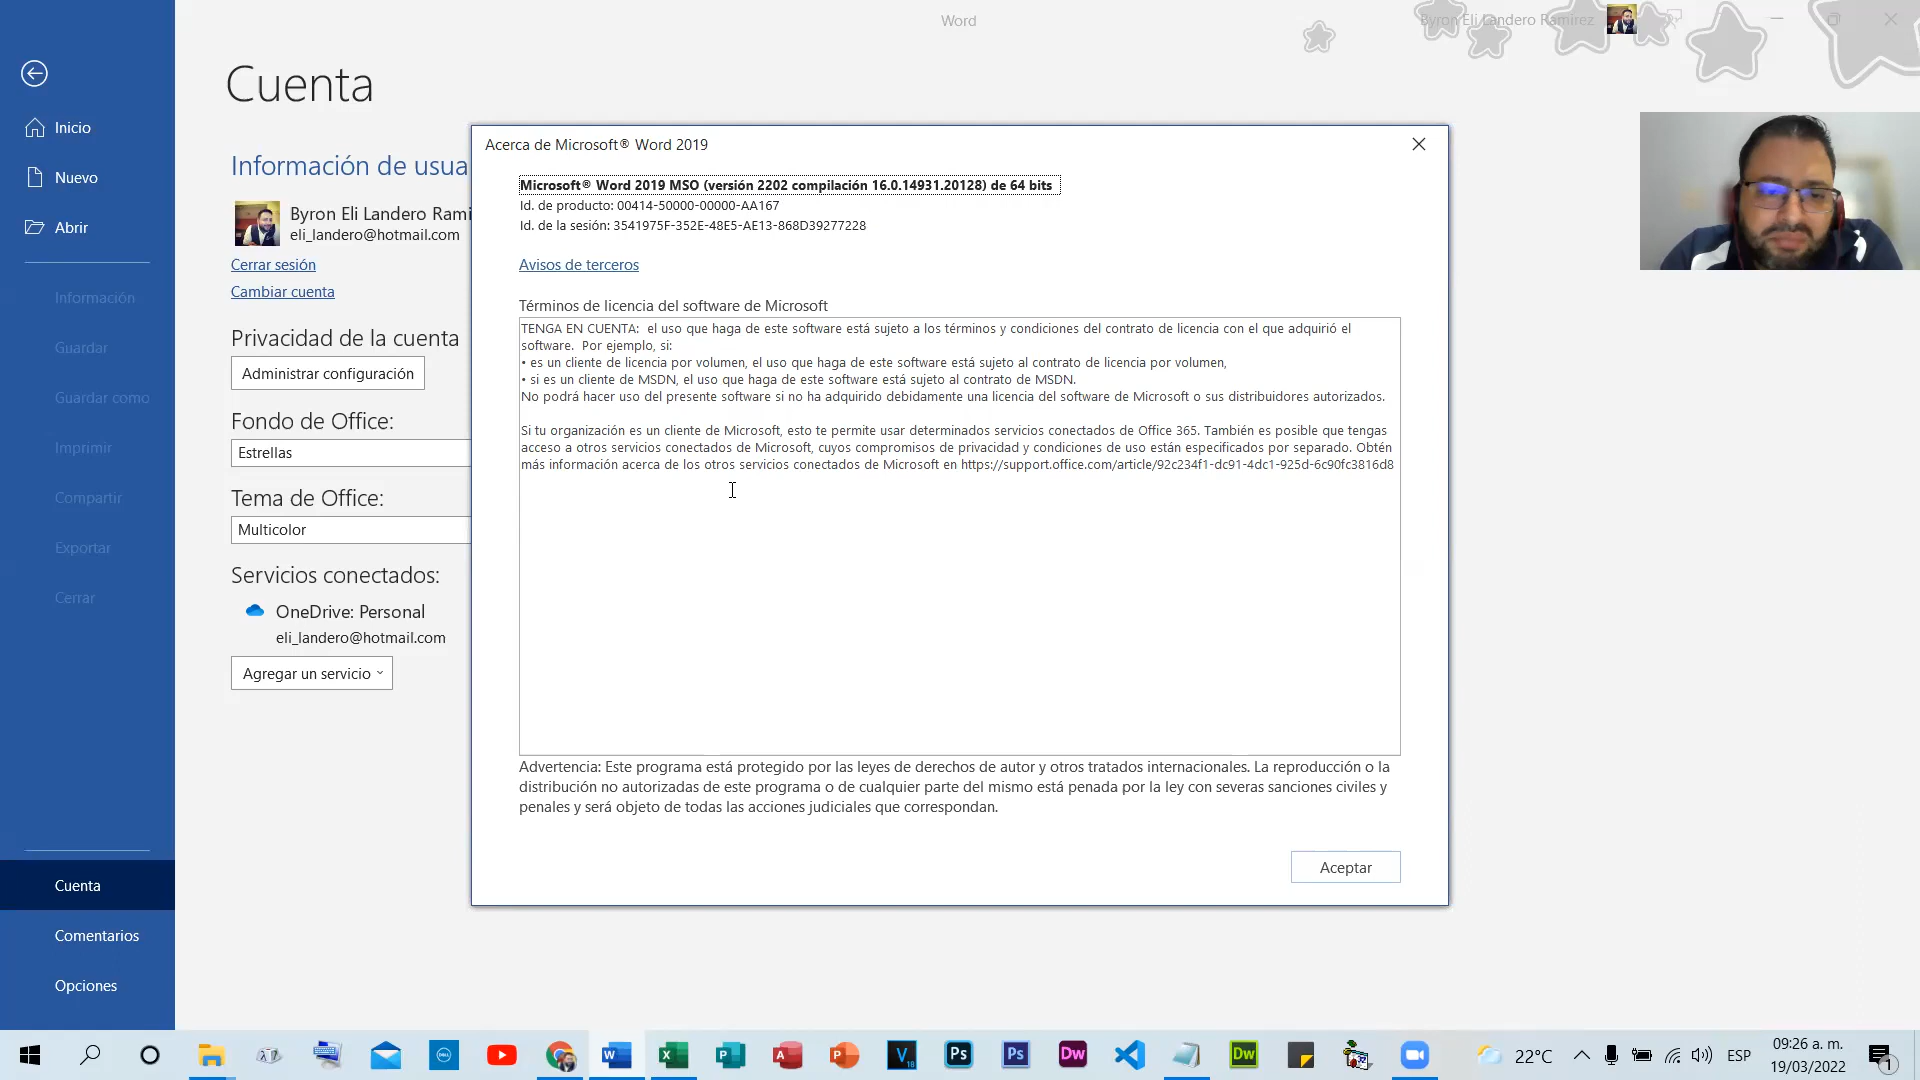 Word
Byron Eli Landero Ramirez
Cuenta
Inicio
Nuevo
Abrir
Información
Guardar
Guardar como
Imprimir
Compartir
Exportar
Cerrar
Cuenta
Comentarios
Opciones
Información de usua
Byron Eli Landero Rami
eli_landero@hotmail.com
Cerrar sesión
Cambiar cuenta
Privacidad de la cuenta
Administrar configuración
Fondo de Office:
Estrellas
Tema de Office:
Multicolor
Servicios conectados:
OneDrive: Personal
eli_landero@hotmail.com
Agregar un servicio
Acerca de Microsoft® Word 2019
Microsoft® Word 2019 MSO (versión 2202 compilación 16.0.14931.20128) de 64 bits
Id. de producto: 00414-50000-00000-AA167
Id. de la sesión: 3541975F-352E-48E5-AE13-868D39277228
Avisos de terceros
Términos de licencia del software de Microsoft
TENGA EN CUENTA:  el uso que haga de este software está sujeto a los términos y condiciones del contrato de licencia con el que adquirió el
software.  Por ejemplo, si:
• es un cliente de licencia por volumen, el uso que haga de este software está sujeto al contrato de licencia por volumen,
• si es un cliente de MSDN, el uso que haga de este software está sujeto al contrato de MSDN.
No podrá hacer uso del presente software si no ha adquirido debidamente una licencia del software de Microsoft o sus distribuidores autorizados.
Si tu organización es un cliente de Microsoft, esto te permite usar determinados servicios conectados de Office 365. También es posible que tengas
acceso a otros servicios conectados de Microsoft, cuyos compromisos de privacidad y condiciones de uso están especificados por separado. Obtén
más información acerca de los otros servicios conectados de Microsoft en https://support.office.com/article/92c234f1-dc91-4dc1-925d-6c90fc3816d8
Advertencia: Este programa está protegido por las leyes de derechos de autor y otros tratados internacionales. La reproducción o la
distribución no autorizadas de este programa o de cualquier parte del mismo está penada por la ley con severas sanciones civiles y
penales y será objeto de todas las acciones judiciales que correspondan.
Aceptar
22°C
ESP
09:26 a. m.
19/03/2022
1